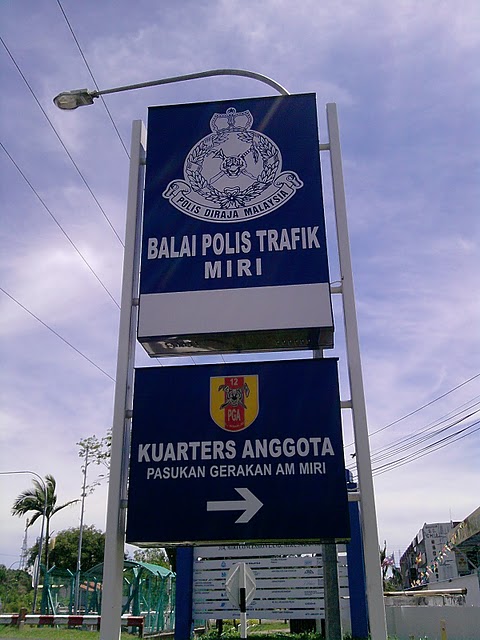 POLIS DIRAJA MALAYSIA
BALAI POLIS TRAFIK
MIRI
12
PGA
KUARTERS ANGGOTA
PASUKAN GERAKAN AM MIRI